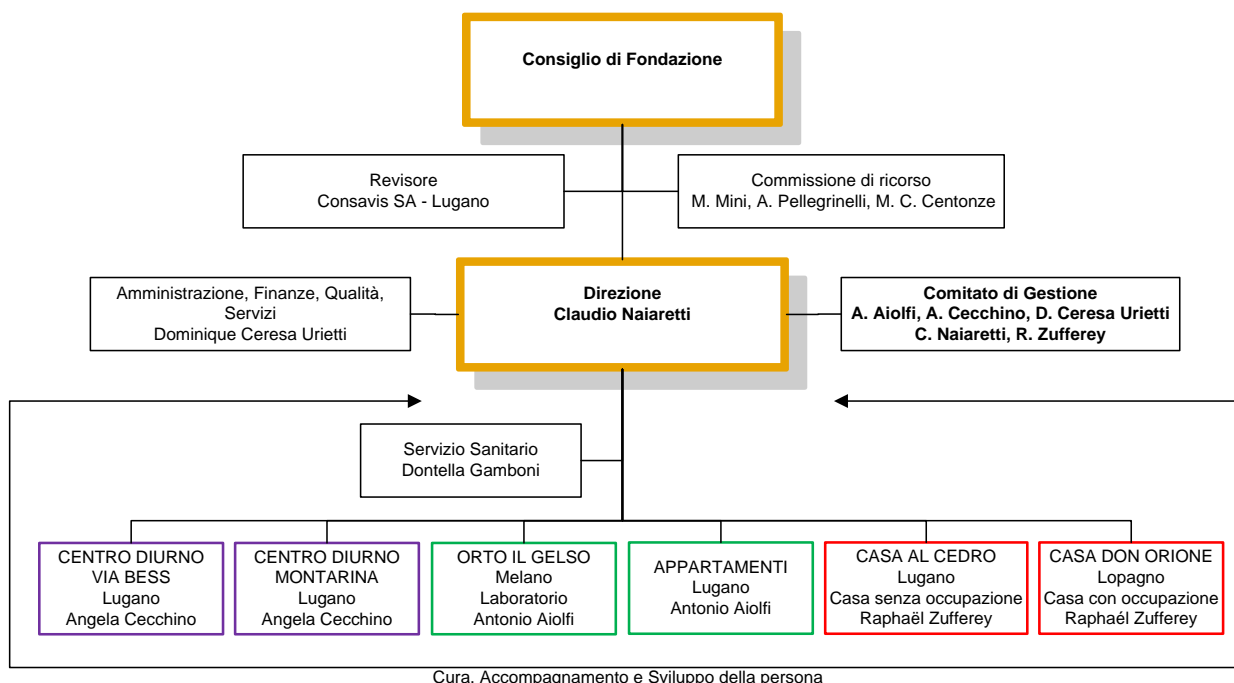 Consiglio di Fondazione
Revisore
Consavis SA - Lugano
Commissione di ricorso
M. Mini, A. Pellegrinelli, M. C. Centonze
Amministrazione, Finanze, Qualità,
Servizi
Dominique Ceresa Urietti
Direzione
Claudio Naiaretti
Comitato di Gestione
A. Aiolfi, A. Cecchino, D. Ceresa Urietti
C. Naiaretti, R. Zufferey
Servizio Sanitario
Dontella Gamboni
CENTRO DIURNO
VIA BESS
Lugano
Angela Cecchino
CENTRO DIURNO
MONTARINA
Lugano
Angela Cecchino
ORTO IL GELSO
Melano
Laboratorio
Antonio Aiolfi
APPARTAMENTI
Lugano
Antonio Aiolfi
CASA AL CEDRO
Lugano
Casa senza occupazione
Raphaël Zufferey
CASA DON ORIONE
Lopagno
Casa con occupazione
Raphaél Zufferey
Cura, Accompagnamento e Sviluppo della persona